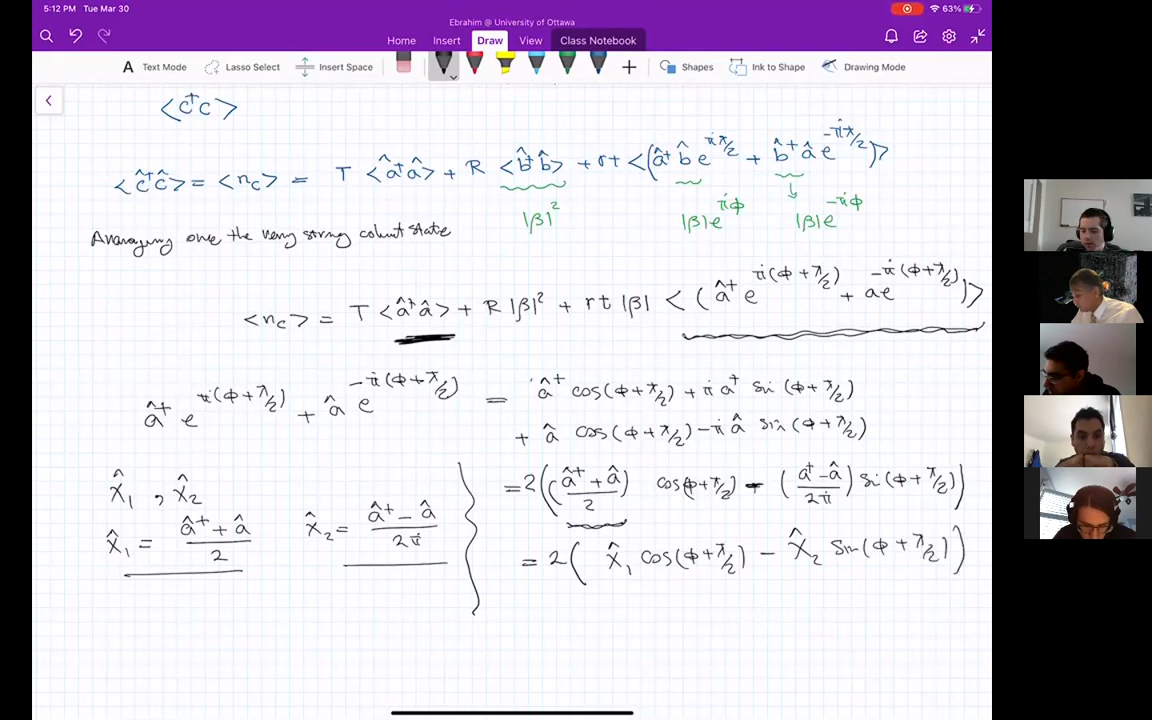 5:12 PM Tue Mar 30
63%
Ebrahim @ University of Ottawa
Home Insert Draw View Class Notebook
A Text Mode Lasso Select Insert Space Shapes Ink to Shape Drawing Mode
<c†c>
<ĉ†ĉ> = <n_c> = T <â†â> + R <b̂†b̂> + rt <(â† b̂ e^{iπ/2} + b̂†â e^{-iπ/2})>
|β|² |β|e^{iφ} |β|e^{-iφ}
Averaging over the very strong state
<n_c> = T <â†â> + R |β|² + rt |β| <(â† e^{i(φ+π/2)} + a e^{-i(φ+π/2)})>
â† e^{i(φ+π/2)} + â e^{-i(φ+π/2)} = â† cos(φ+π/2) + i a† sin(φ+π/2)
+ â cos(φ+π/2) - i â sin(φ+π/2)
X̂₁ , X̂₂
X̂₁ = (â† + â)/2 X̂₂ = (â† - â)/2i
= 2((â† + â)/2 cos(φ+π/2) - (a† - â)/2i) sin(φ+π/2))
= 2( X̂₁ cos(φ+π/2) - X̂₂ sin(φ+π/2))